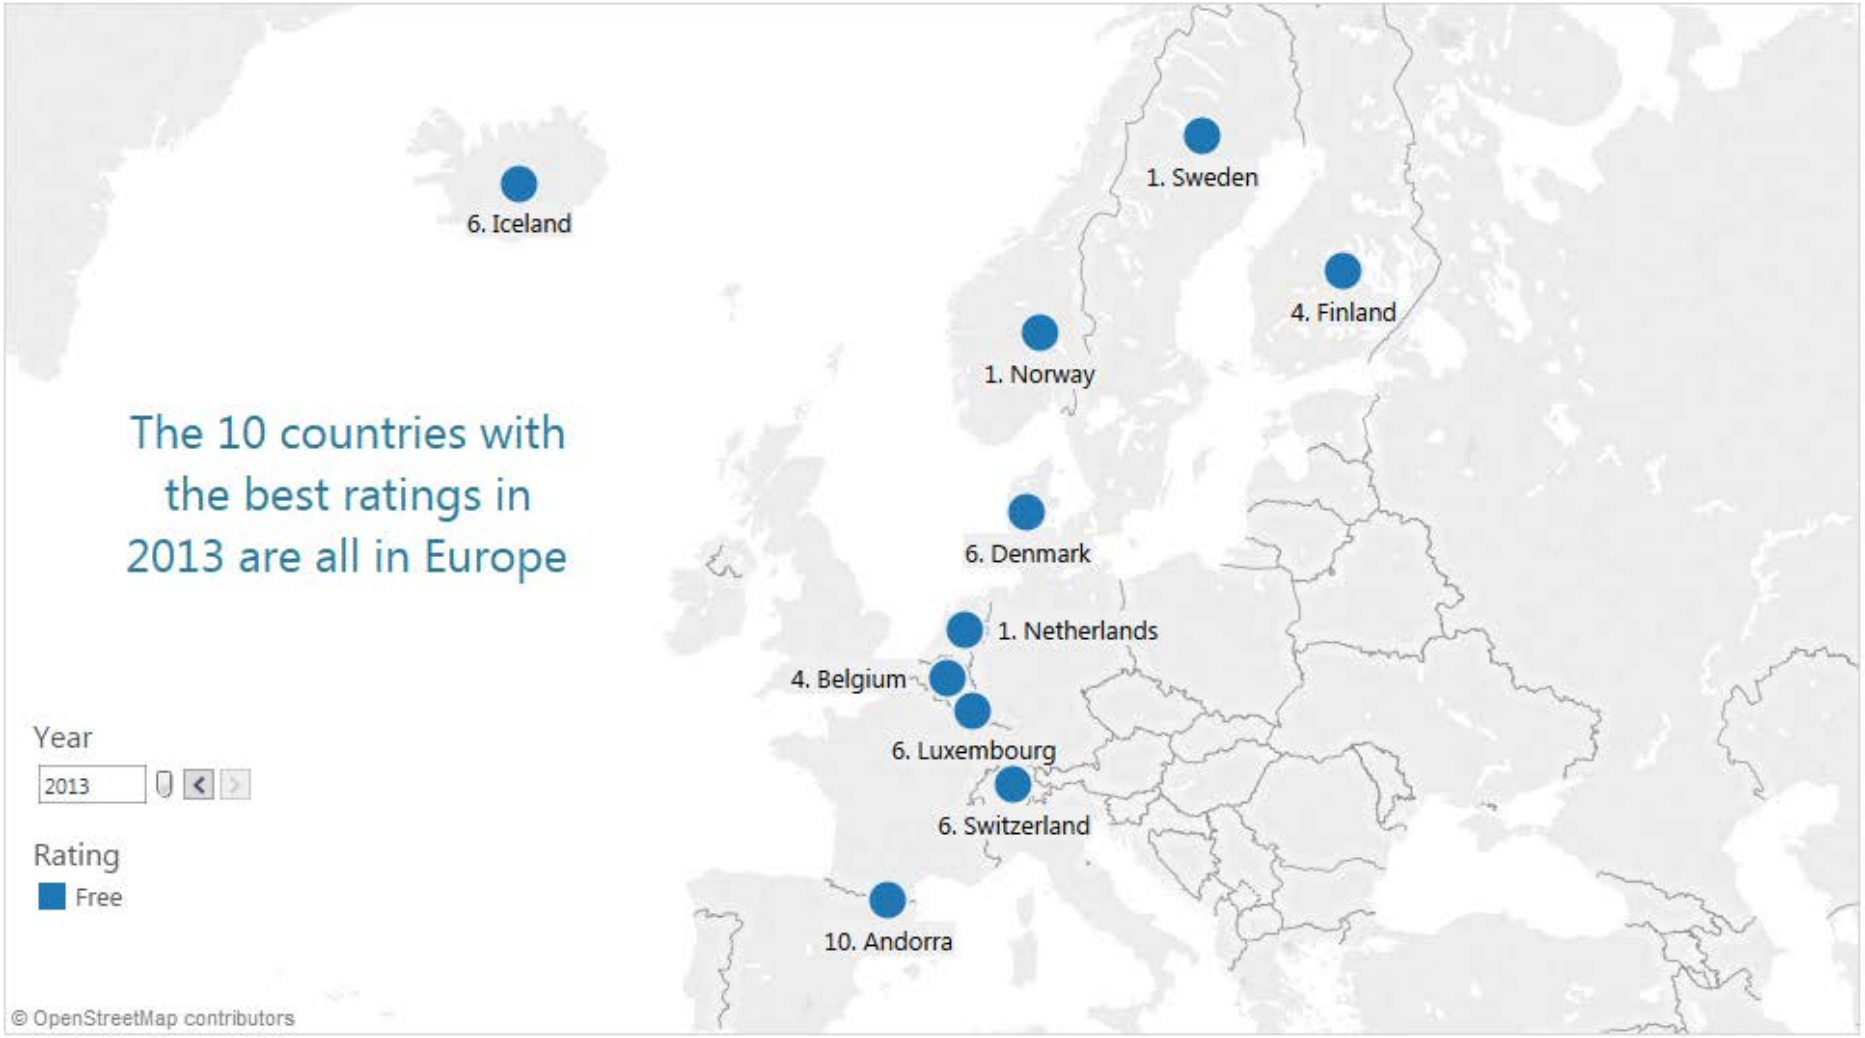 1. Sweden
6. Iceland
4. Finland
1. Norway
The 10 countries with
the best ratings in
2013 are all in Europe
6. Denmark
1. Netherlands
4. Belgium
6. Luxembourg
Year
2013
6. Switzerland
Rating
Free
10. Andorra
© OpenStreetMap contributors